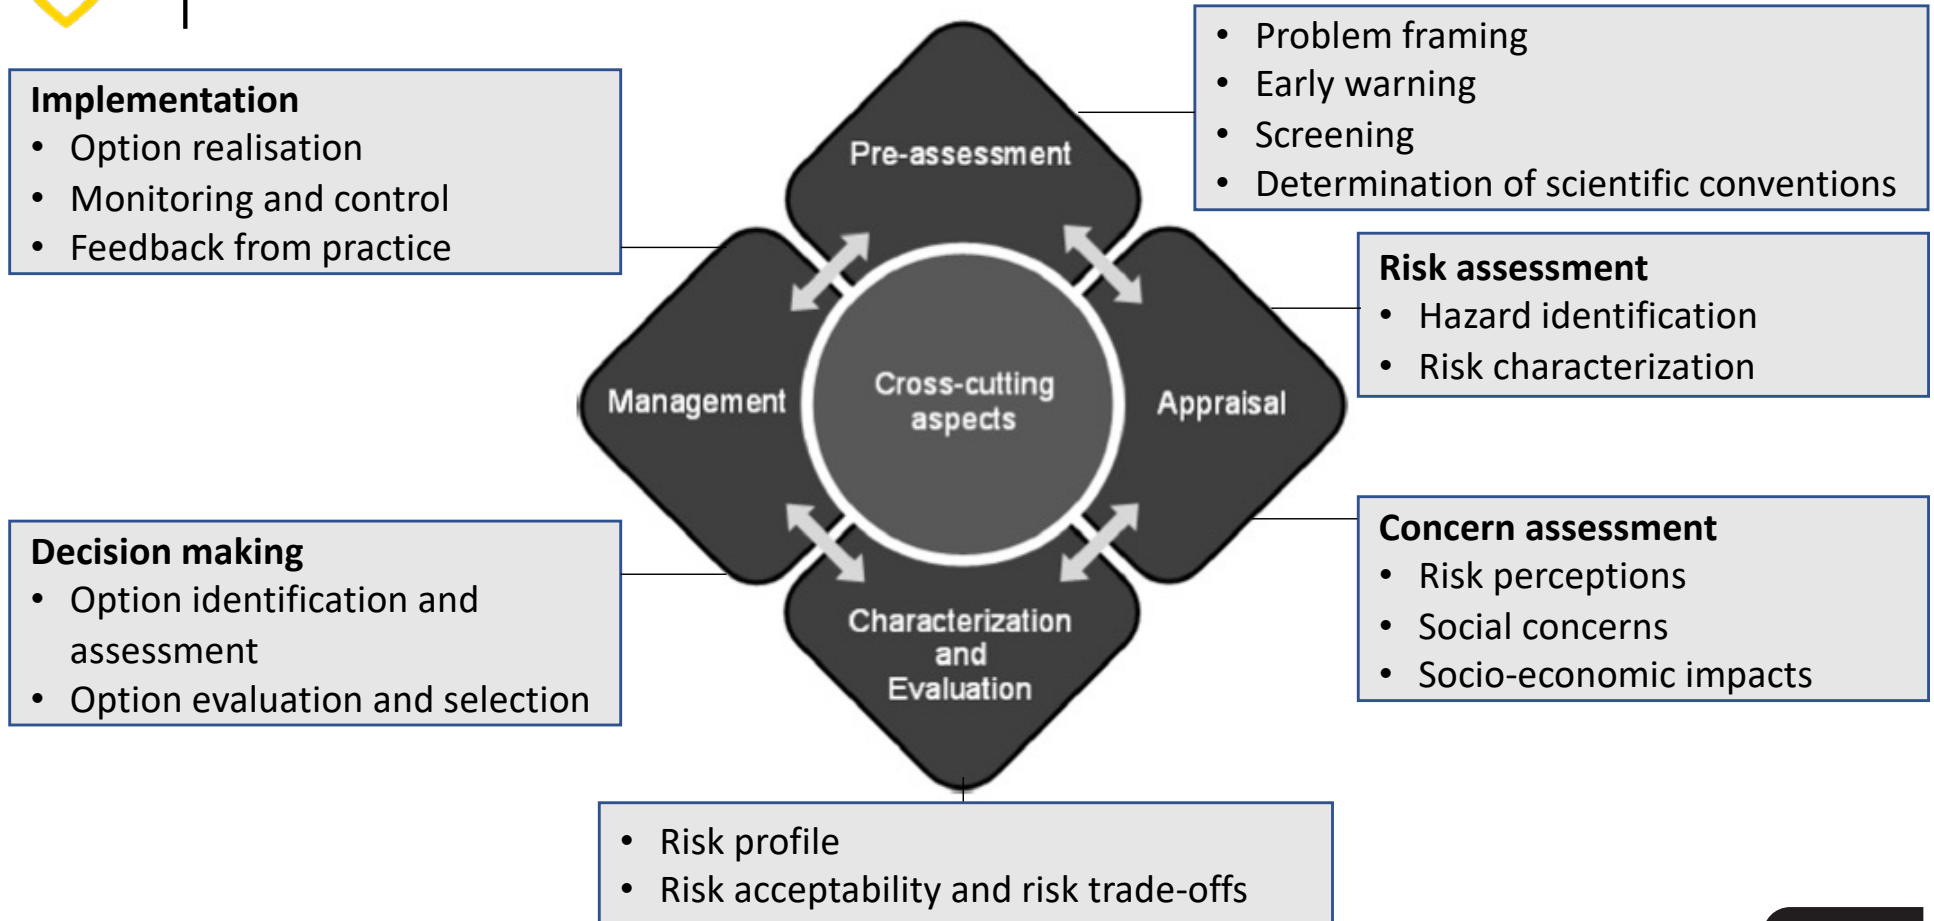 • Problem framing
• Early warning
• Screening
• Determination of scientific conventions
Implementation
• Option realisation
• Monitoring and control
• Feedback from practice
Pre-assessment
Risk assessment
• Hazard identification
• Risk characterization
Management
Cross-cutting
aspects
Appraisal
Concern assessment
• Risk perceptions
• Social concerns
• Socio-economic impacts
Decision making
• Option identification and
assessment
• Option evaluation and selection
Characterization
and
Evaluation
• Risk profile
• Risk acceptability and risk trade-offs